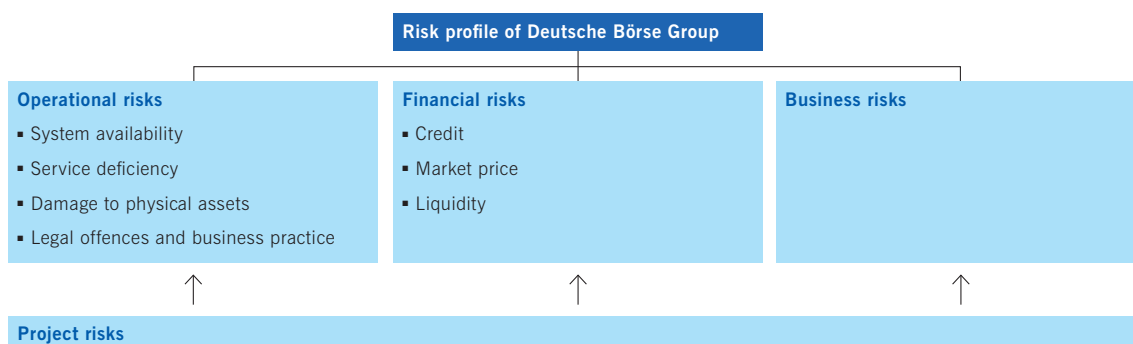 Risk profile of Deutsche Börse Group
Operational risks
▪ System availability
▪ Service deficiency
▪ Damage to physical assets
▪ Legal offences and business practice
Financial risks
▪ Credit
▪ Market price
▪ Liquidity
Business risks
Project risks